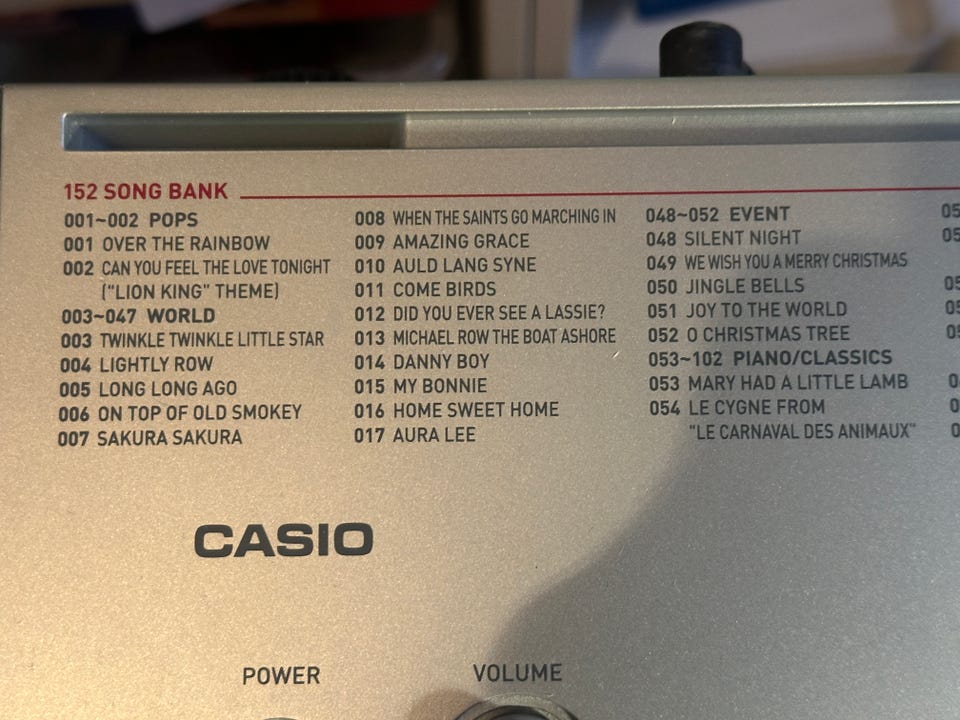 152 SONG BANK
001~002 POPS
001 OVER THE RAINBOW
002 CAN YOU FEEL THE LOVE TONIGHT
("LION KING" THEME)
003~047 WORLD
003 TWINKLE TWINKLE LITTLE STAR
004 LIGHTLY ROW
005 LONG LONG AGO
006 ON TOP OF OLD SMOKEY
007 SAKURA SAKURA
008 WHEN THE SAINTS GO MARCHING IN
009 AMAZING GRACE
010 AULD LANG SYNE
011 COME BIRDS
012 DID YOU EVER SEE A LASSIE?
013 MICHAEL ROW THE BOAT ASHORE
014 DANNY BOY
015 MY BONNIE
016 HOME SWEET HOME
017 AURA LEE
048~052 EVENT
048 SILENT NIGHT
049 WE WISH YOU A MERRY CHRISTMAS
050 JINGLE BELLS
051 JOY TO THE WORLD
052 O CHRISTMAS TREE
053~102 PIANO/CLASSICS
053 MARY HAD A LITTLE LAMB
054 LE CYGNE FROM
"LE CARNAVAL DES ANIMAUX"
CASIO
POWER
VOLUME